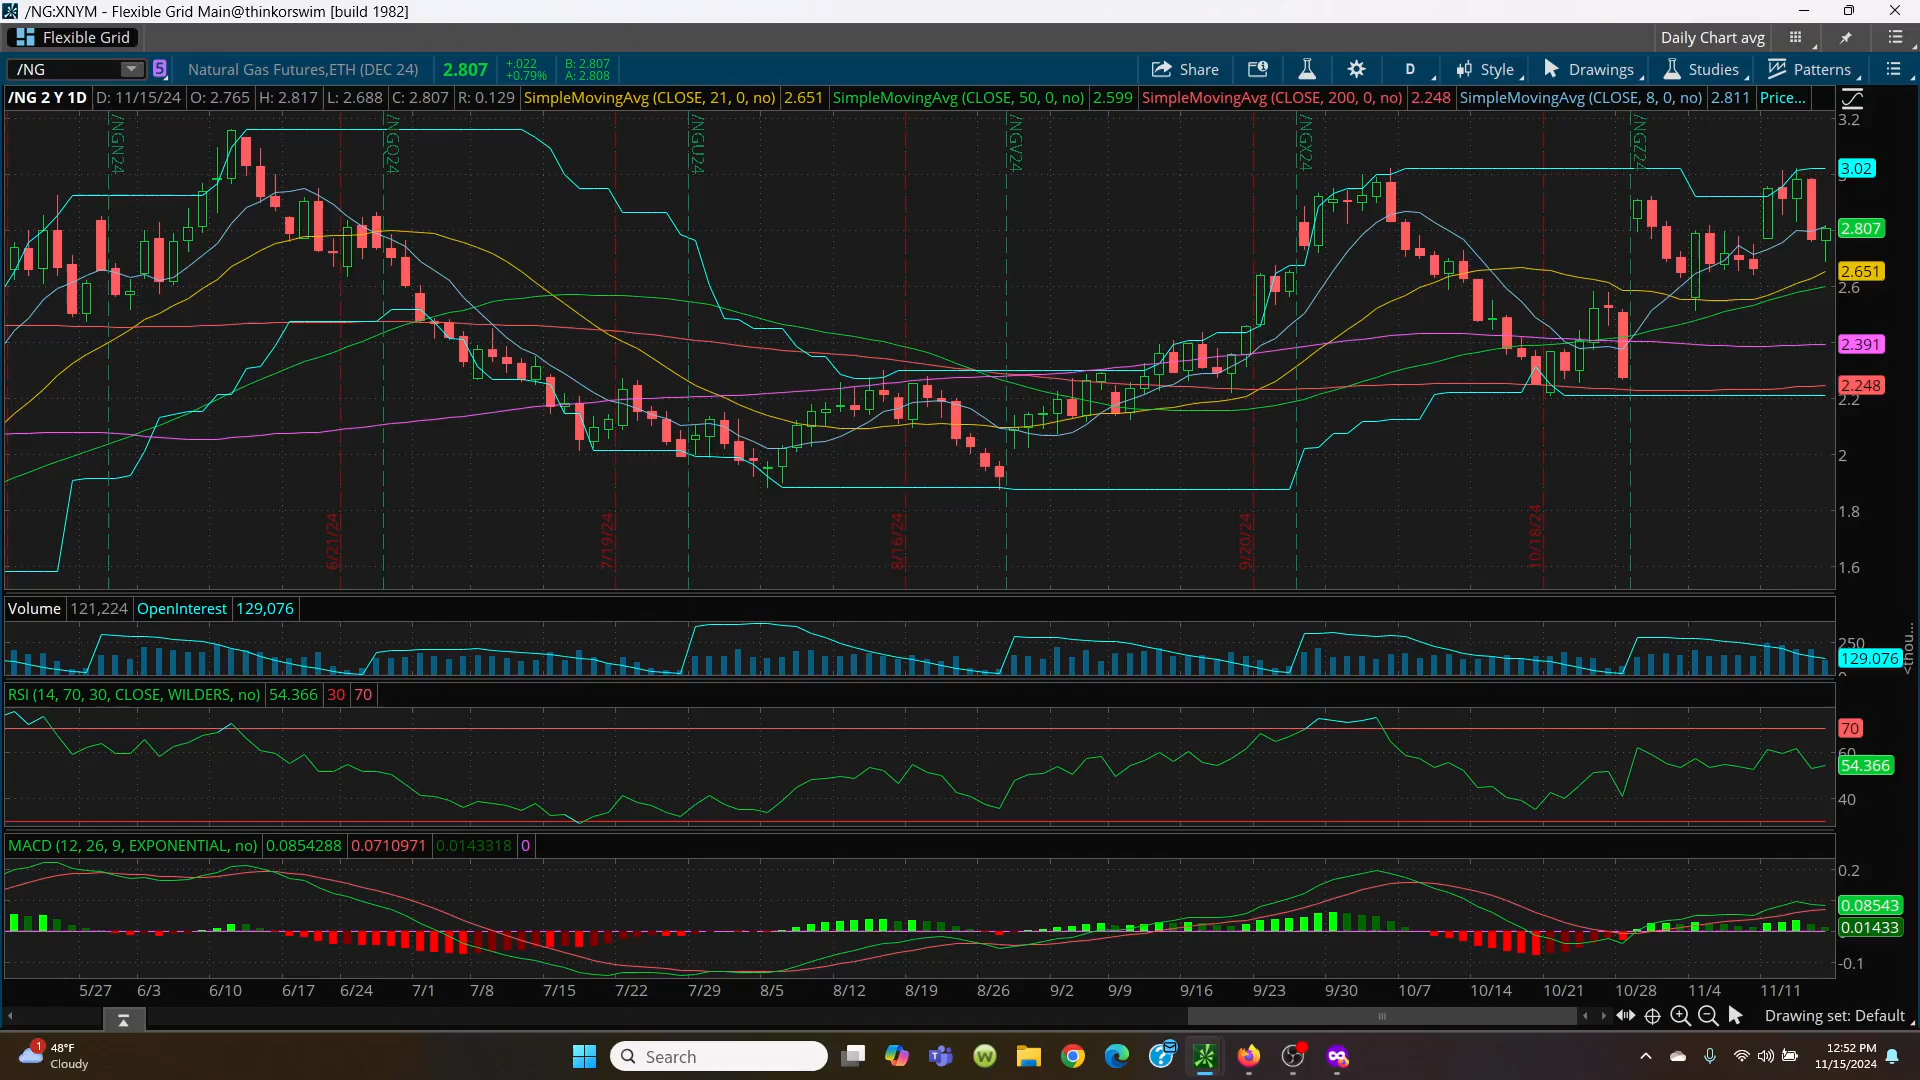 /NG:XNYM - Flexible Grid Main@thinkorswim [build 1982]
Flexible Grid
Daily Chart avg
/NG
5
Natural Gas Futures,ETH (DEC 24)
2.807
+.022
+0.79%
B: 2.807
A: 2.808
Share
D
Style
Drawings
Studies
Patterns
/NG 2 Y 1D D: 11/15/24 O: 2.765 H: 2.817 L: 2.688 C: 2.807 R: 0.129 SimpleMovingAvg (CLOSE, 21, 0, no) 2.651 SimpleMovingAvg (CLOSE, 50, 0, no) 2.599 SimpleMovingAvg (CLOSE, 200, 0, no) 2.248 SimpleMovingAvg (CLOSE, 8, 0, no) 2.811 Price...
/NGN24
/NGQ24
/NGU24
/NGV24
/NGX24
/NGZ24
3.2
3.02
2.807
2.651
2.6
2.391
2.248
2.2
2
1.8
1.6
6/21/24
7/19/24
8/16/24
9/20/24
10/18/24
Volume 121,224 OpenInterest 129,076
250
129.076
<thou...
RSI (14, 70, 30, CLOSE, WILDERS, no) 54.366 30 70
70
60
54.366
40
MACD (12, 26, 9, EXPONENTIAL, no) 0.0854288 0.0710971 0.0143318 0
0.2
0.08543
0.01433
-0.1
5/27 6/3 6/10 6/17 6/24 7/1 7/8 7/15 7/22 7/29 8/5 8/12 8/19 8/26 9/2 9/9 9/16 9/23 9/30 10/7 10/14 10/21 10/28 11/4 11/11
Drawing set: Default
1
48°F
Cloudy
Search
12:52 PM
11/15/2024